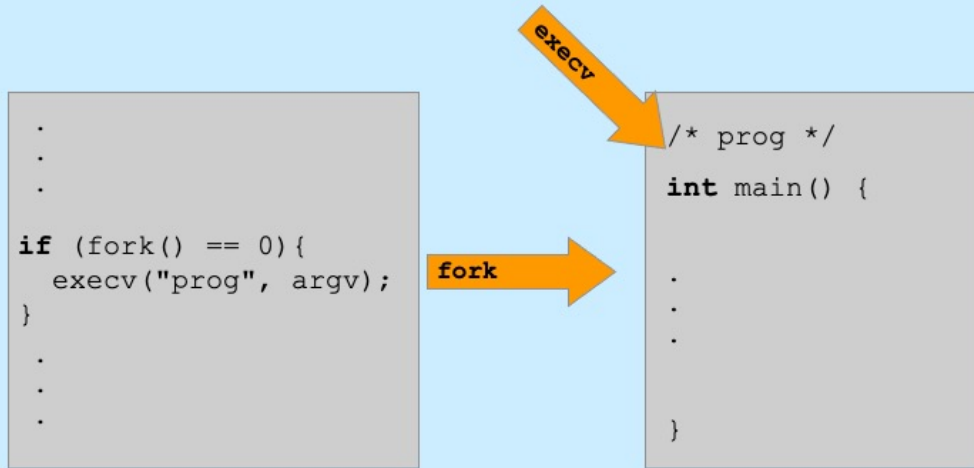 execv
.
.
.
if (fork() == 0){
  execv("prog", argv);
}
.
.
.
fork
/* prog */
int main() {
.
.
.
}